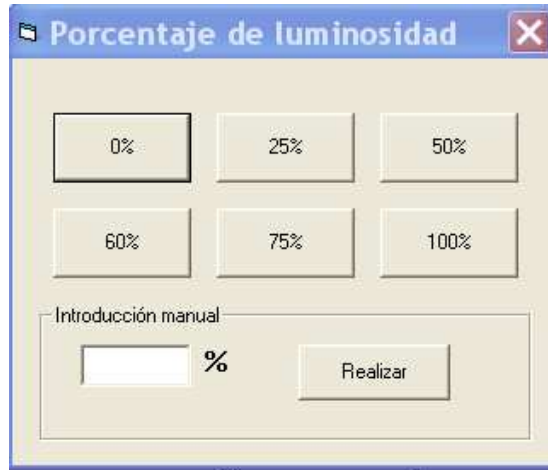 Porcentaje de luminosidad
0% 25% 50%
60% 75% 100%
Introducción manual
% Realizar